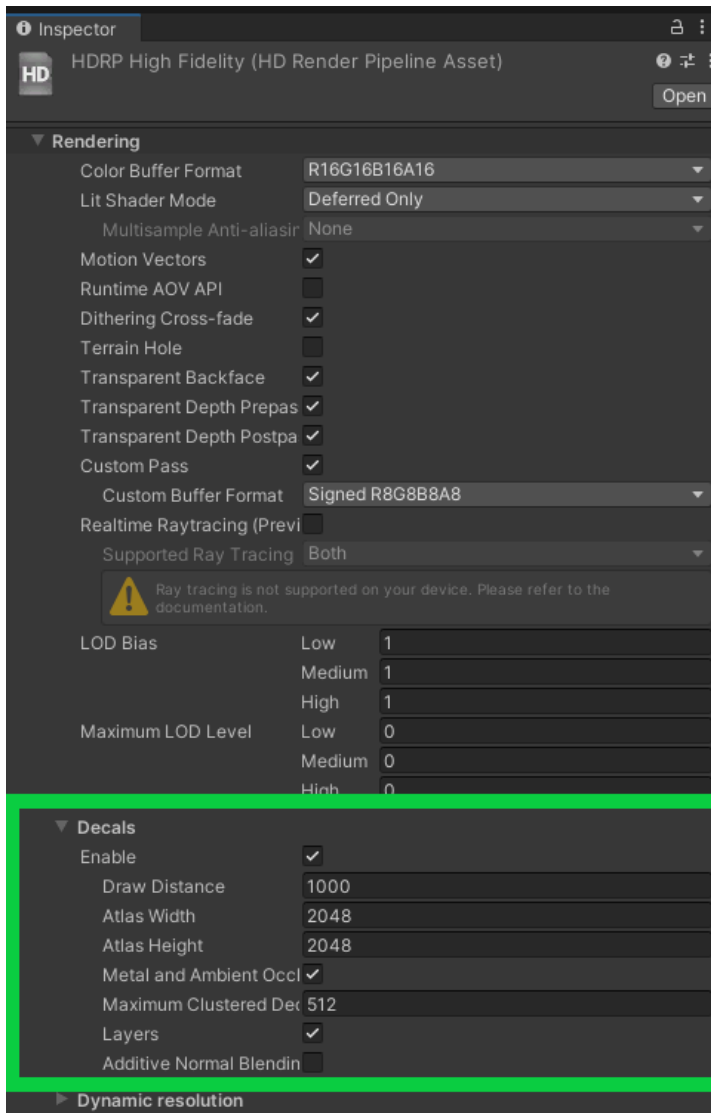 Inspector
HDRP High Fidelity (HD Render Pipeline Asset)
HD
Open
Rendering
Color Buffer Format R16G16B16A16
Lit Shader Mode Deferred Only
Multisample Anti-aliasir None
Motion Vectors
Runtime AOV API
Dithering Cross-fade
Terrain Hole
Transparent Backface
Transparent Depth Prepas
Transparent Depth Postpa
Custom Pass
Custom Buffer Format Signed R8G8B8A8
Realtime Raytracing (Previ
Supported Ray Tracing Both
Ray tracing is not supported on your device. Please refer to the
documentation.
LOD Bias Low 1
Medium 1
High 1
Maximum LOD Level Low 0
Medium 0
High 0
Decals
Enable
Draw Distance 1000
Atlas Width 2048
Atlas Height 2048
Metal and Ambient Occl
Maximum Clustered Dec 512
Layers
Additive Normal Blendin
Dynamic resolution